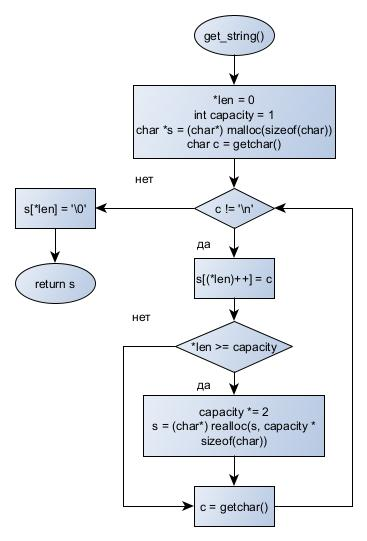 get_string()
*len = 0
int capacity = 1
char *s = (char*) malloc(sizeof(char))
char c = getchar()
нет
c != '\n'
s[*len] = '\0'
да
return s
s[(*len)++] = c
нет
*len >= capacity
да
capacity *= 2
s = (char*) realloc(s, capacity *
sizeof(char))
c = getchar()